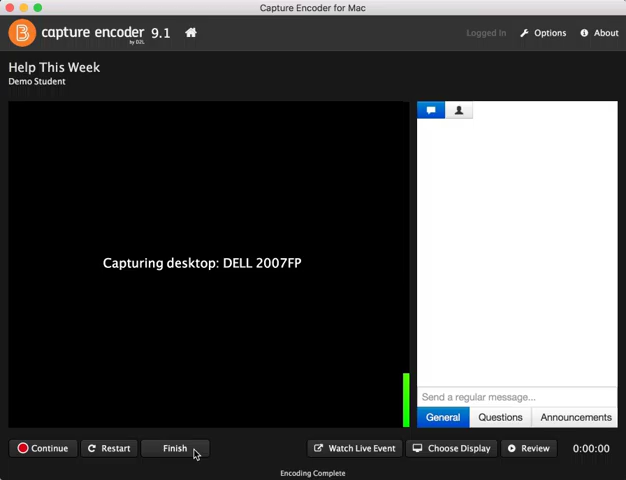 Capture Encoder for Mac
capture encoder 9.1
by D2L
Logged In
Options
About
Help This Week
Demo Student
Capturing desktop: DELL 2007FP
Send a regular message...
General
Questions
Announcements
Continue
Restart
Finish
Watch Live Event
Choose Display
Review
0:00:00
Encoding Complete